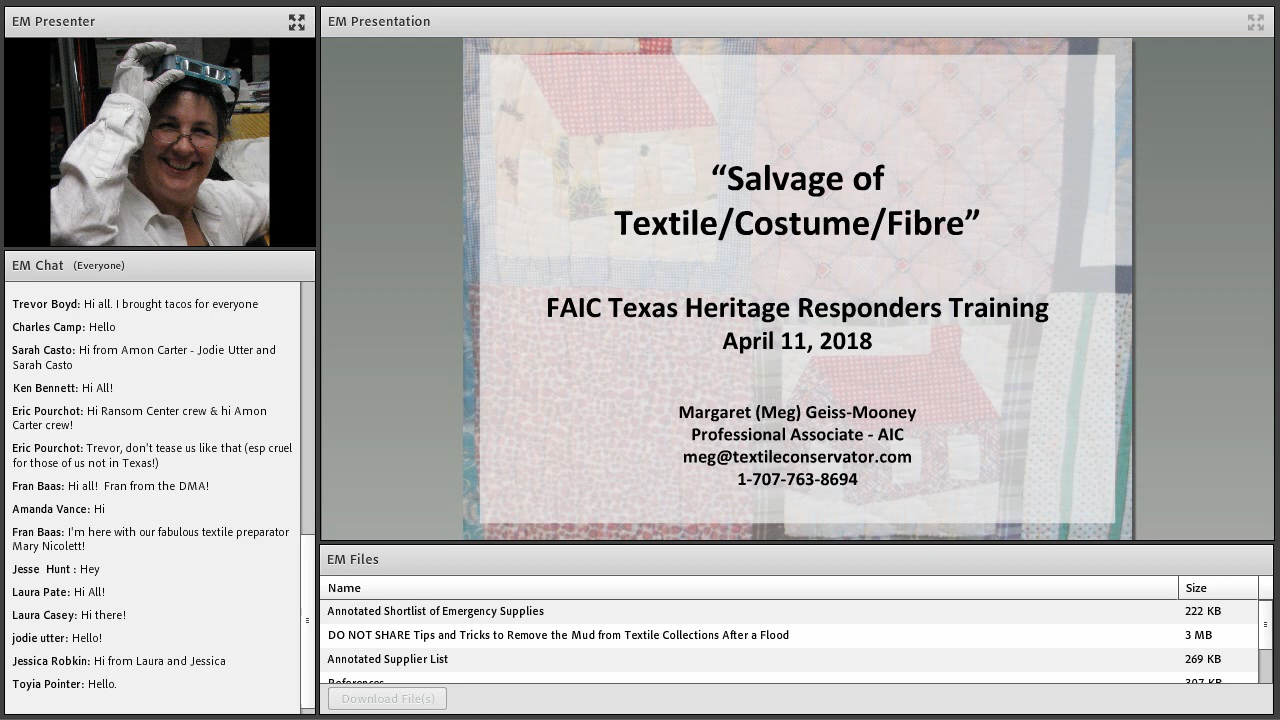 EM Presenter
EM Chat (Everyone)
Trevor Boyd: Hi all. I brought tacos for everyone
Charles Camp: Hello
Sarah Casto: Hi from Amon Carter - Jodie Utter and
Sarah Casto
Ken Bennett: Hi All!
Eric Pourchot: Hi Ransom Center crew & hi Amon
Carter crew!
Eric Pourchot: Trevor, don't tease us like that (esp cruel
for those of us not in Texas!)
Fran Baas: Hi all! Fran from the DMA!
Amanda Vance: Hi
Fran Baas: I'm here with our fabulous textile preparator
Mary Nicolett!
Jesse Hunt : Hey
Laura Pate: Hi All!
Laura Casey: Hi there!
jodie utter: Hello!
Jessica Robkin: Hi from Laura and Jessica
Toyia Pointer: Hello.
EM Presentation
“Salvage of
Textile/Costume/Fibre”
FAIC Texas Heritage Responders Training
April 11, 2018
Margaret (Meg) Geiss-Mooney
Professional Associate - AIC
meg@textileconservator.com
1-707-763-8694
EM Files
Name Size
Annotated Shortlist of Emergency Supplies 222 KB
DO NOT SHARE Tips and Tricks to Remove the Mud from Textile Collections After a Flood 3 MB
Annotated Supplier List 269 KB
References 307 KB
Download File(s)